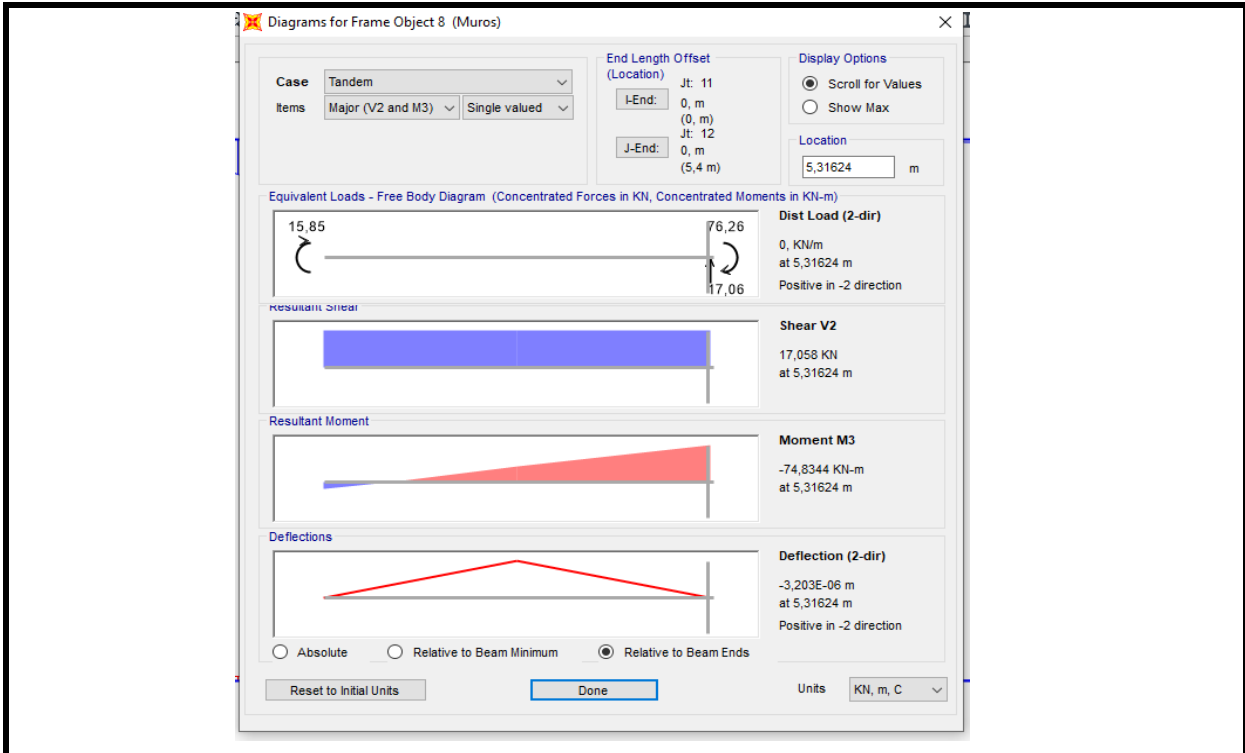 Diagrams for Frame Object 8 (Muros)
Case Tandem
Items Major (V2 and M3) Single valued
End Length Offset
(Location)
Jt: 11
I-End: 0, m
(0, m)
Jt: 12
J-End: 0, m
(5,4 m)
Display Options
Scroll for Values
Show Max
Location
5,31624 m
Equivalent Loads - Free Body Diagram (Concentrated Forces in KN, Concentrated Moments in KN-m)
15,85
76,26
17,06
Dist Load (2-dir)
0, KN/m
at 5,31624 m
Positive in -2 direction
Resultant Shear
Shear V2
17,058 KN
at 5,31624 m
Resultant Moment
Moment M3
-74,8344 KN-m
at 5,31624 m
Deflections
Deflection (2-dir)
-3,203E-06 m
at 5,31624 m
Positive in -2 direction
Absolute Relative to Beam Minimum Relative to Beam Ends
Reset to Initial Units Done Units KN, m, C